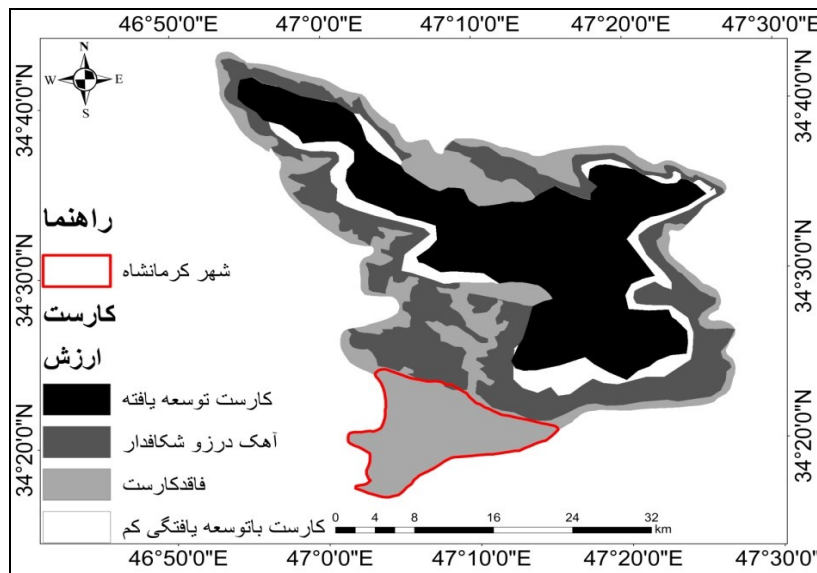 46°50'0"E 47°0'0"E 47°10'0"E 47°20'0"E 47°30'0"E
N
W E
S
34°40'0"N 34°40'0"N
راهنما
شهر کرمانشاه
34°30'0"N 34°30'0"N
کارست
ارزش
کارست توسعه یافته
آهک درزو شکافدار
34°20'0"N 34°20'0"N
فاقدکارست
کارست باتوسعه یافتگی کم
0 4 8 16 24 32
km
46°50'0"E 47°0'0"E 47°10'0"E 47°20'0"E 47°30'0"E